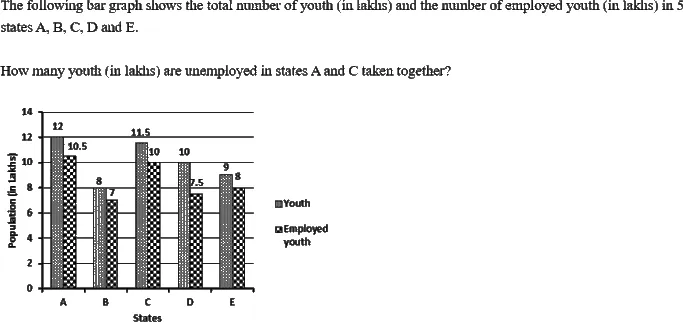 The following bar graph shows the total number of youth (in lakhs) and the number of employed youth (in lakhs) in 5
states A, B, C, D and E.
How many youth (in lakhs) are unemployed in states A and C taken together?
14
12
10
8
6
4
2
0
Population (in Lakhs)
12
10.5
8
7
11.5
10
10
7.5
9
8
A B C D E
States
Youth
Employed
youth